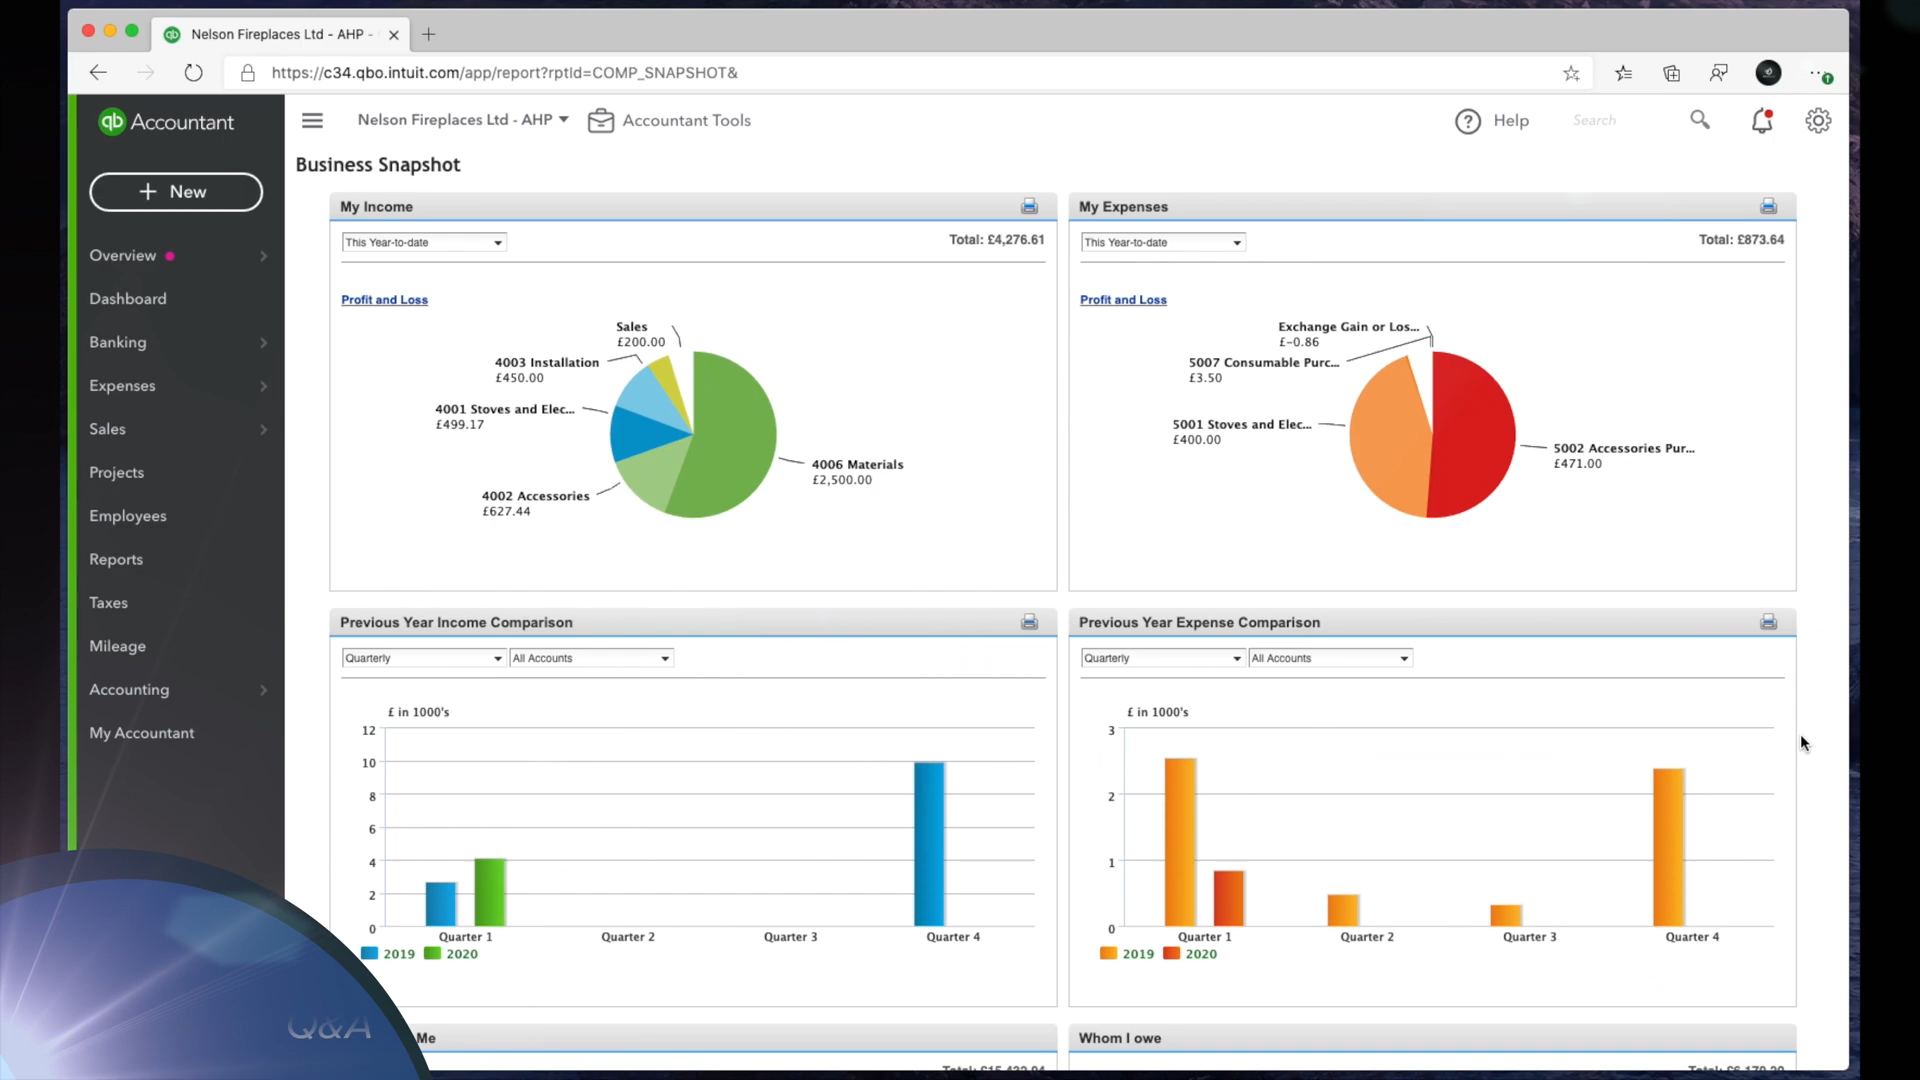 Nelson Fireplaces Ltd - AHP -
https://c34.qbo.intuit.com/app/report?rptId=COMP_SNAPSHOT&
qb Accountant
Nelson Fireplaces Ltd - AHP
Accountant Tools
Help
Search
+ New
Overview
Dashboard
Banking
Expenses
Sales
Projects
Employees
Reports
Taxes
Mileage
Accounting
My Accountant
Business Snapshot
My Income
This Year-to-date
Total: £4,276.61
Profit and Loss
Sales
£200.00
4003 Installation
£450.00
4001 Stoves and Elec...
£499.17
4002 Accessories
£627.44
4006 Materials
£2,500.00
My Expenses
This Year-to-date
Total: £873.64
Profit and Loss
Exchange Gain or Los...
£-0.86
5007 Consumable Purc...
£3.50
5001 Stoves and Elec...
£400.00
5002 Accessories Pur...
£471.00
Previous Year Income Comparison
Quarterly
All Accounts
£ in 1000's
12
10
8
6
4
2
0
Quarter 1
Quarter 2
Quarter 3
Quarter 4
2019
2020
Previous Year Expense Comparison
Quarterly
All Accounts
£ in 1000's
3
2
1
0
Quarter 1
Quarter 2
Quarter 3
Quarter 4
2019
2020
Me
Whom I owe
Q&A